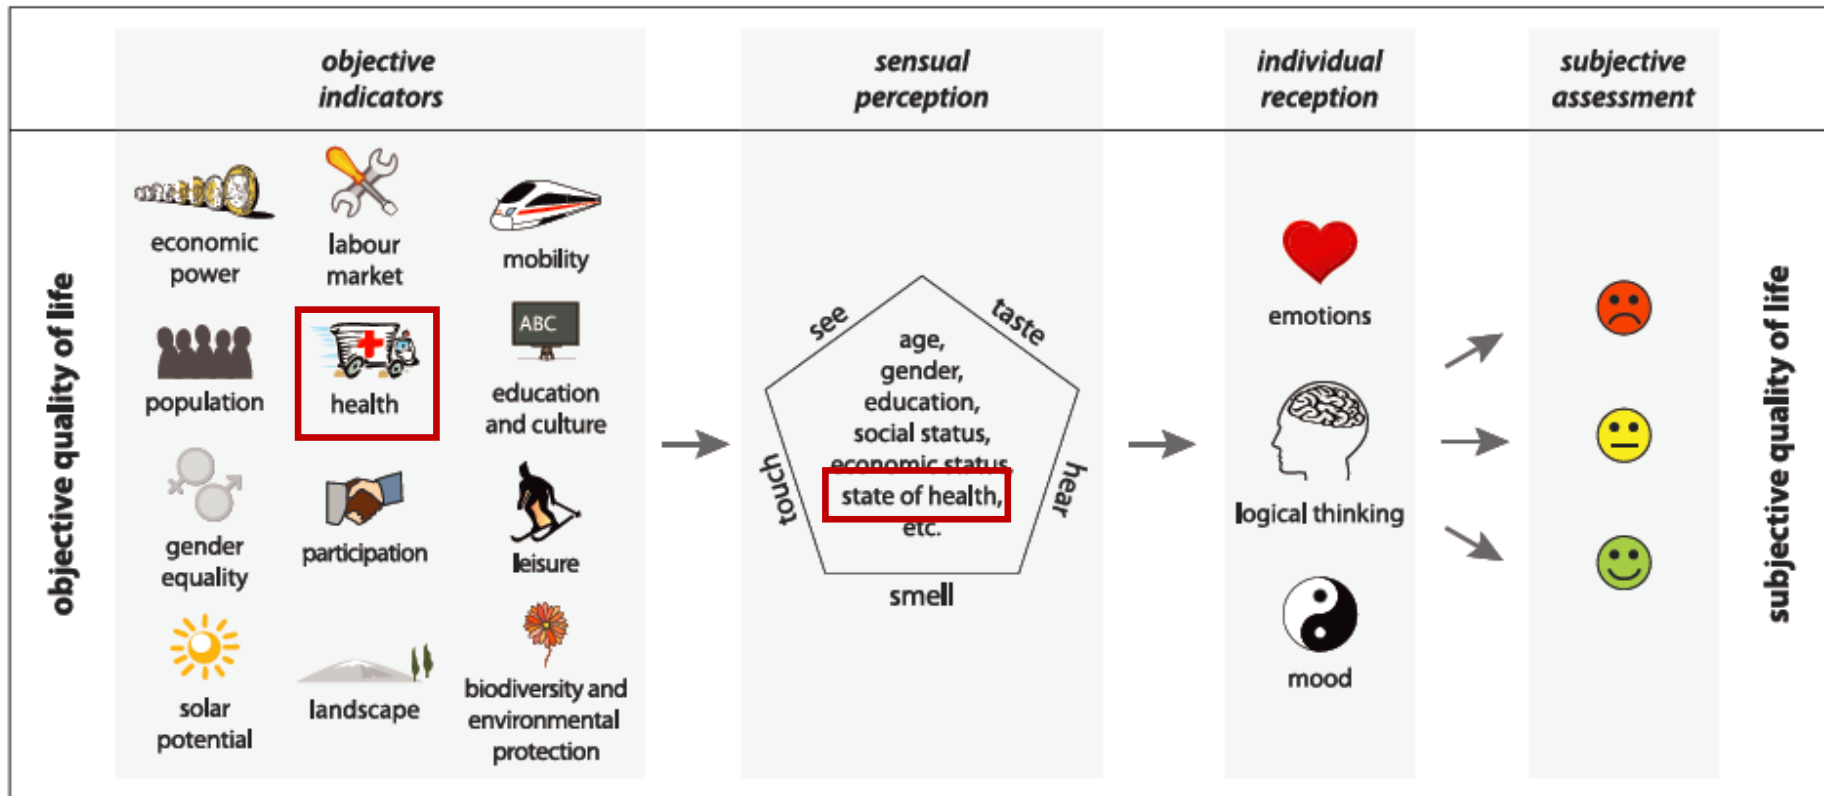 objective
indicators
sensual
perception
individual
reception
subjective
assessment
objective quality of life
economic
power
labour
market
mobility
population
health
ABC
education
and culture
gender
equality
participation
leisure
solar
potential
landscape
biodiversity and
environmental
protection
see
taste
touch
hear
smell
age,
gender,
education,
social status,
economic status,
state of health,
etc.
emotions
logical thinking
mood
subjective quality of life